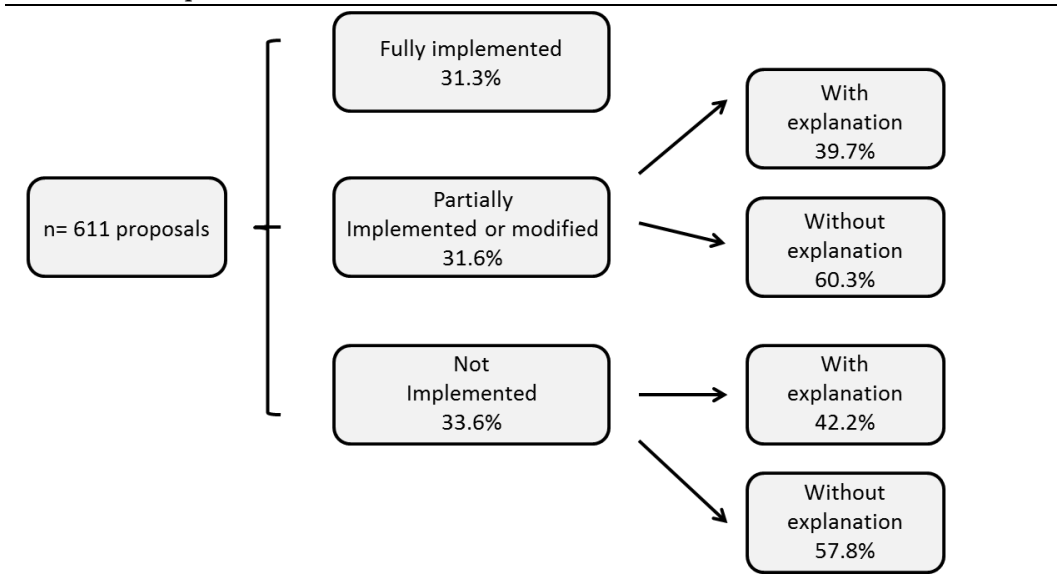 n= 611 proposals
Fully implemented
31.3%
Partially
Implemented or modified
31.6%
With
explanation
39.7%
Without
explanation
60.3%
Not
Implemented
33.6%
With
explanation
42.2%
Without
explanation
57.8%